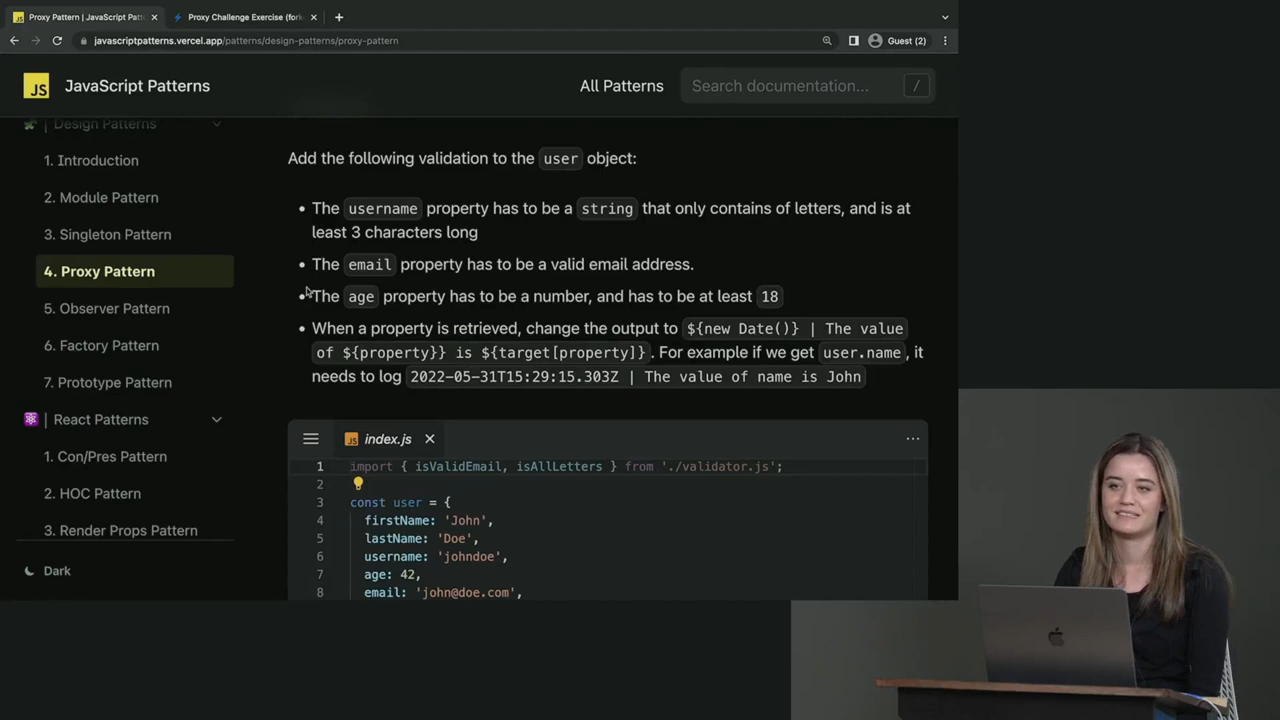 Proxy Pattern | JavaScript Patt
Proxy Challenge Exercise (fork
javascriptpatterns.vercel.app/patterns/design-patterns/proxy-pattern
Guest (2)
JS
JavaScript Patterns
All Patterns
Search documentation...
/
Design Patterns
1. Introduction
2. Module Pattern
3. Singleton Pattern
4. Proxy Pattern
5. Observer Pattern
6. Factory Pattern
7. Prototype Pattern
| React Patterns
1. Con/Pres Pattern
2. HOC Pattern
3. Render Props Pattern
Dark
Add the following validation to the user object:
• The username property has to be a string that only contains of letters, and is at
least 3 characters long
• The email property has to be a valid email address.
• The age property has to be a number, and has to be at least 18
• When a property is retrieved, change the output to ${new Date()} | The value
of ${property}} is ${target[property]}. For example if we get user.name, it
needs to log 2022-05-31T15:29:15.303Z | The value of name is John
JS index.js
1 import { isValidEmail, isAllLetters } from './validator.js';
2
3 const user = {
4 firstName: 'John',
5 lastName: 'Doe',
6 username: 'johndoe',
7 age: 42,
8 email: 'john@doe.com',